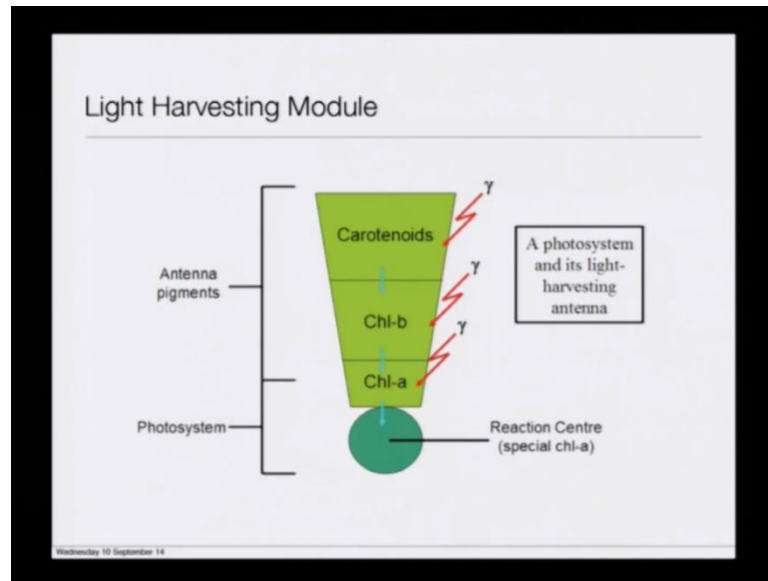 Light Harvesting Module
γ
Carotenoids
γ
Chl-b
γ
Chl-a
Antenna
pigments
Photosystem
A photosystem
and its light-
harvesting
antenna
Reaction Centre
(special chl-a)
Wednesday 10 September 14